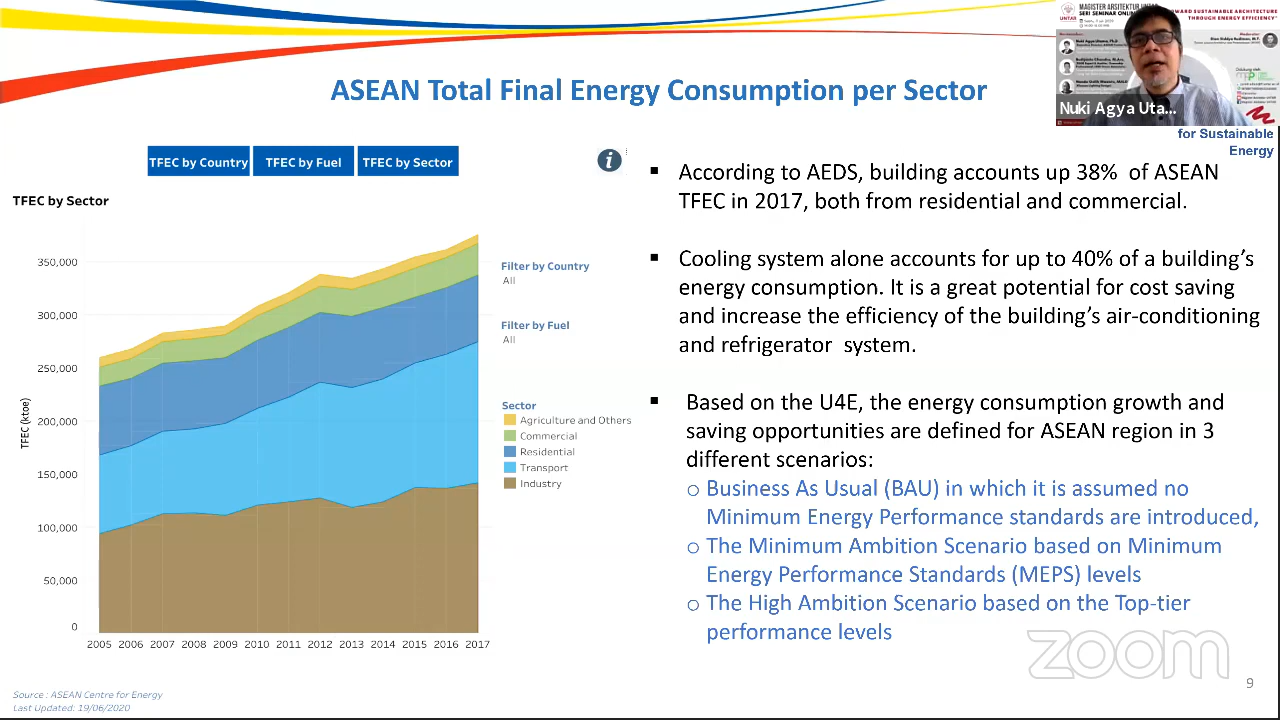 MAGISTER ARSITEKTUR UNTAR
SERI SEMINAR ONLINE
UNTAR
THROUGH ENERGY EFFICIENCY"
Nuki Agya Uta...
for Sustainable
Energy
ASEAN Total Final Energy Consumption per Sector
TFEC by Country
TFEC by Fuel
TFEC by Sector
i
TFEC by Sector
350,000
300,000
250,000
200,000
150,000
100,000
50,000
0
TFEC (ktoe)
2005 2006 2007 2008 2009 2010 2011 2012 2013 2014 2015 2016 2017
Filter by Country
All
Filter by Fuel
All
Sector
Agriculture and Others
Commercial
Residential
Transport
Industry
▪ According to AEDS, building accounts up 38% of ASEAN
TFEC in 2017, both from residential and commercial.
▪ Cooling system alone accounts for up to 40% of a building’s
energy consumption. It is a great potential for cost saving
and increase the efficiency of the building’s air-conditioning
and refrigerator system.
▪ Based on the U4E, the energy consumption growth and
saving opportunities are defined for ASEAN region in 3
different scenarios:
o Business As Usual (BAU) in which it is assumed no
Minimum Energy Performance standards are introduced,
o The Minimum Ambition Scenario based on Minimum
Energy Performance Standards (MEPS) levels
o The High Ambition Scenario based on the Top-tier
performance levels
zoom
9
Source : ASEAN Centre for Energy
Last Updated: 19/06/2020